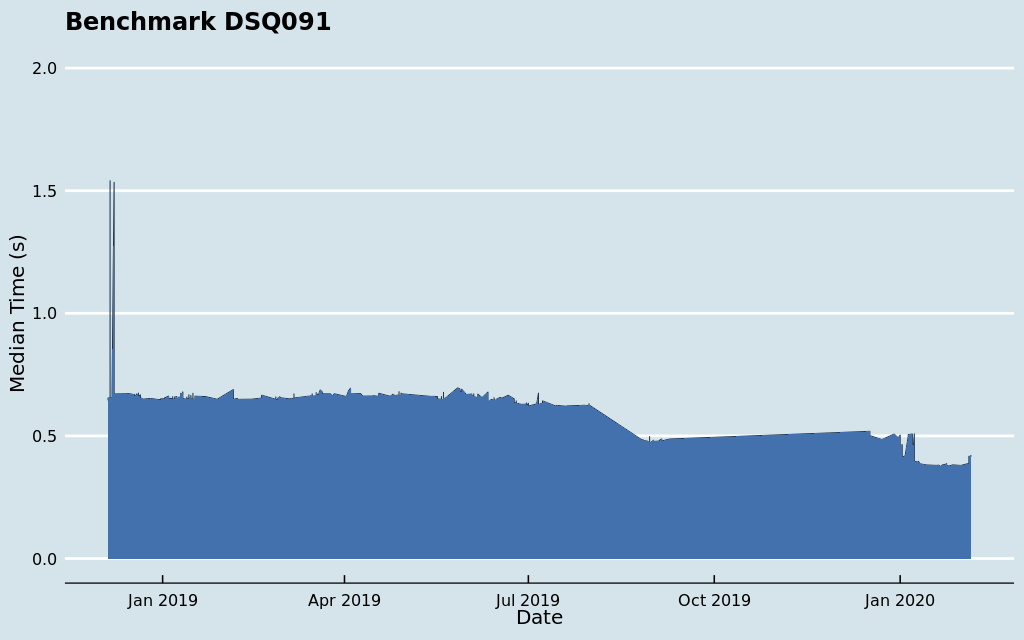 Benchmark DSQ091
Median Time (s)
2.0
1.5
1.0
0.5
0.0
Jan 2019
Apr 2019
Jul 2019
Oct 2019
Jan 2020
Date